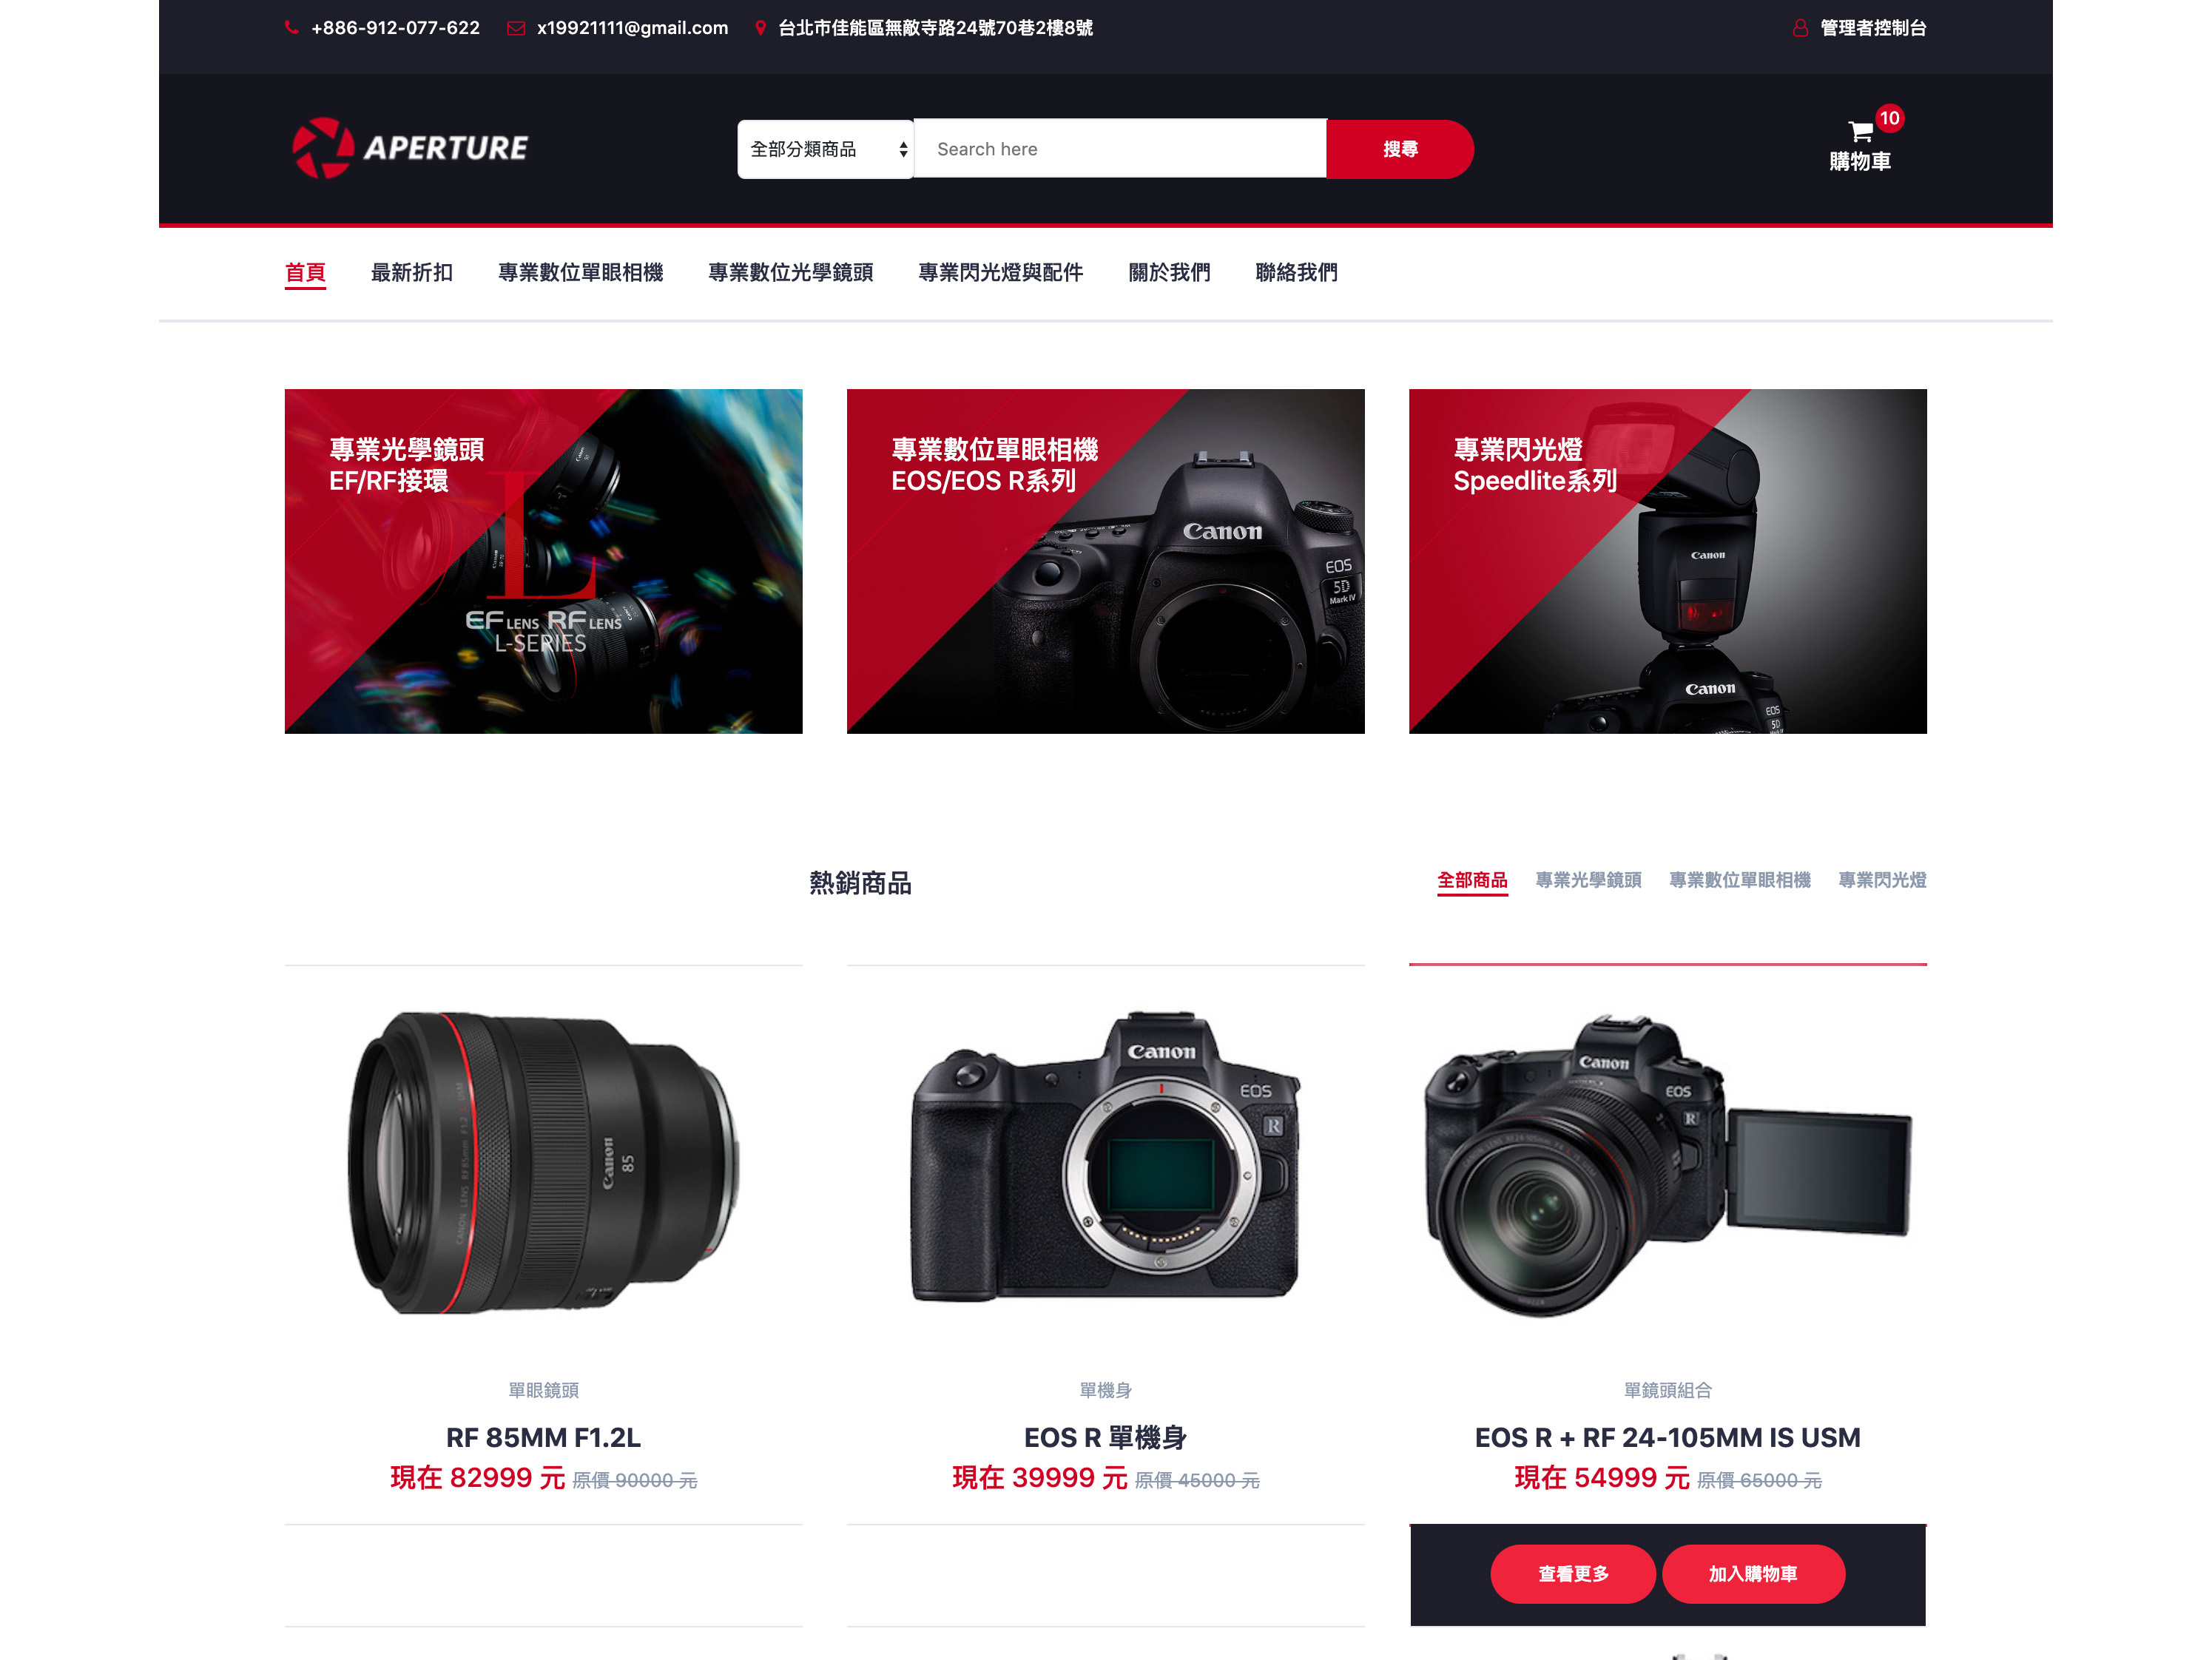 +886-912-077-622
x19921111@gmail.com
台北市佳能區無敵寺路24號70巷2樓8號
管理者控制台
APERTURE
全部分類商品
Search here
搜尋
10
購物車
首頁
最新折扣
專業數位單眼相機
專業數位光學鏡頭
專業閃光燈與配件
關於我們
聯絡我們
專業光學鏡頭
EF/RF接環
L
EF LENS RF LENS
L-SERIES
專業數位單眼相機
EOS/EOS R系列
Canon
EOS
5D
Mark IV
專業閃光燈
Speedlite系列
Canon
Canon
EOS
5D
熱銷商品
全部商品
專業光學鏡頭
專業數位單眼相機
專業閃光燈
CANON LENS RF 85mm F1.2 L USM
Canon
85
Canon
EOS
R
Canon
EOS
R
單眼鏡頭
RF 85MM F1.2L
現在 82999 元 原價 90000 元
單機身
EOS R 單機身
現在 39999 元 原價 45000 元
單鏡頭組合
EOS R + RF 24-105MM IS USM
現在 54999 元 原價 65000 元
查看更多
加入購物車